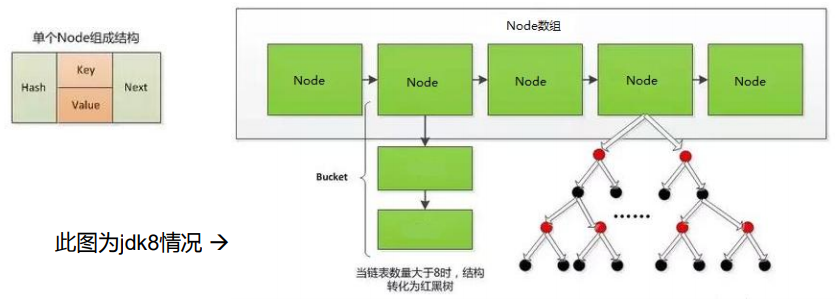 单个Node组成结构
Hash
Key
Value
Next
Node数组
Node
Node
Node
Node
Node
Bucket
......
此图为jdk8情况 →
当链表数量大于8时，结构
转化为红黑树